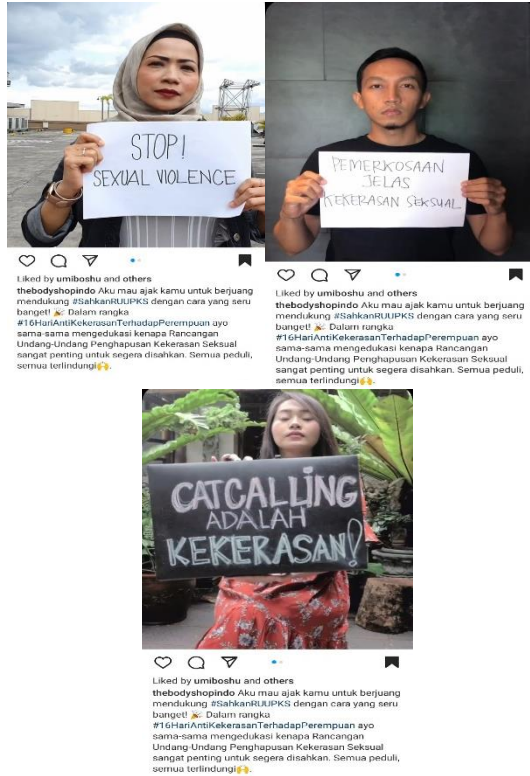 STOP!
SEXUAL VIOLENCE
Liked by umiboshu and others
thebodyshopindo Aku mau ajak kamu untuk berjuang
mendukung #SahkanRUUPKS dengan cara yang seru
banget! 🎉 Dalam rangka
#16HariAntiKekerasanTerhadapPerempuan ayo
sama-sama mengedukasi kenapa Rancangan
Undang-Undang Penghapusan Kekerasan Seksual
sangat penting untuk segera disahkan. Semua peduli,
semua terlindungi🙌.
PEMERKOSAAN
JELAS
KEKERASAN SEKSUAL
Liked by umiboshu and others
thebodyshopindo Aku mau ajak kamu untuk berjuang
mendukung #SahkanRUUPKS dengan cara yang seru
banget! 🎉 Dalam rangka
#16HariAntiKekerasanTerhadapPerempuan ayo
sama-sama mengedukasi kenapa Rancangan
Undang-Undang Penghapusan Kekerasan Seksual
sangat penting untuk segera disahkan. Semua peduli,
semua terlindungi🙌.
CATCALLING
ADALAH
KEKERASAN!
Liked by umiboshu and others
thebodyshopindo Aku mau ajak kamu untuk berjuang
mendukung #SahkanRUUPKS dengan cara yang seru
banget! 🎉 Dalam rangka
#16HariAntiKekerasanTerhadapPerempuan ayo
sama-sama mengedukasi kenapa Rancangan
Undang-Undang Penghapusan Kekerasan Seksual
sangat penting untuk segera disahkan. Semua peduli,
semua terlindungi🙌.